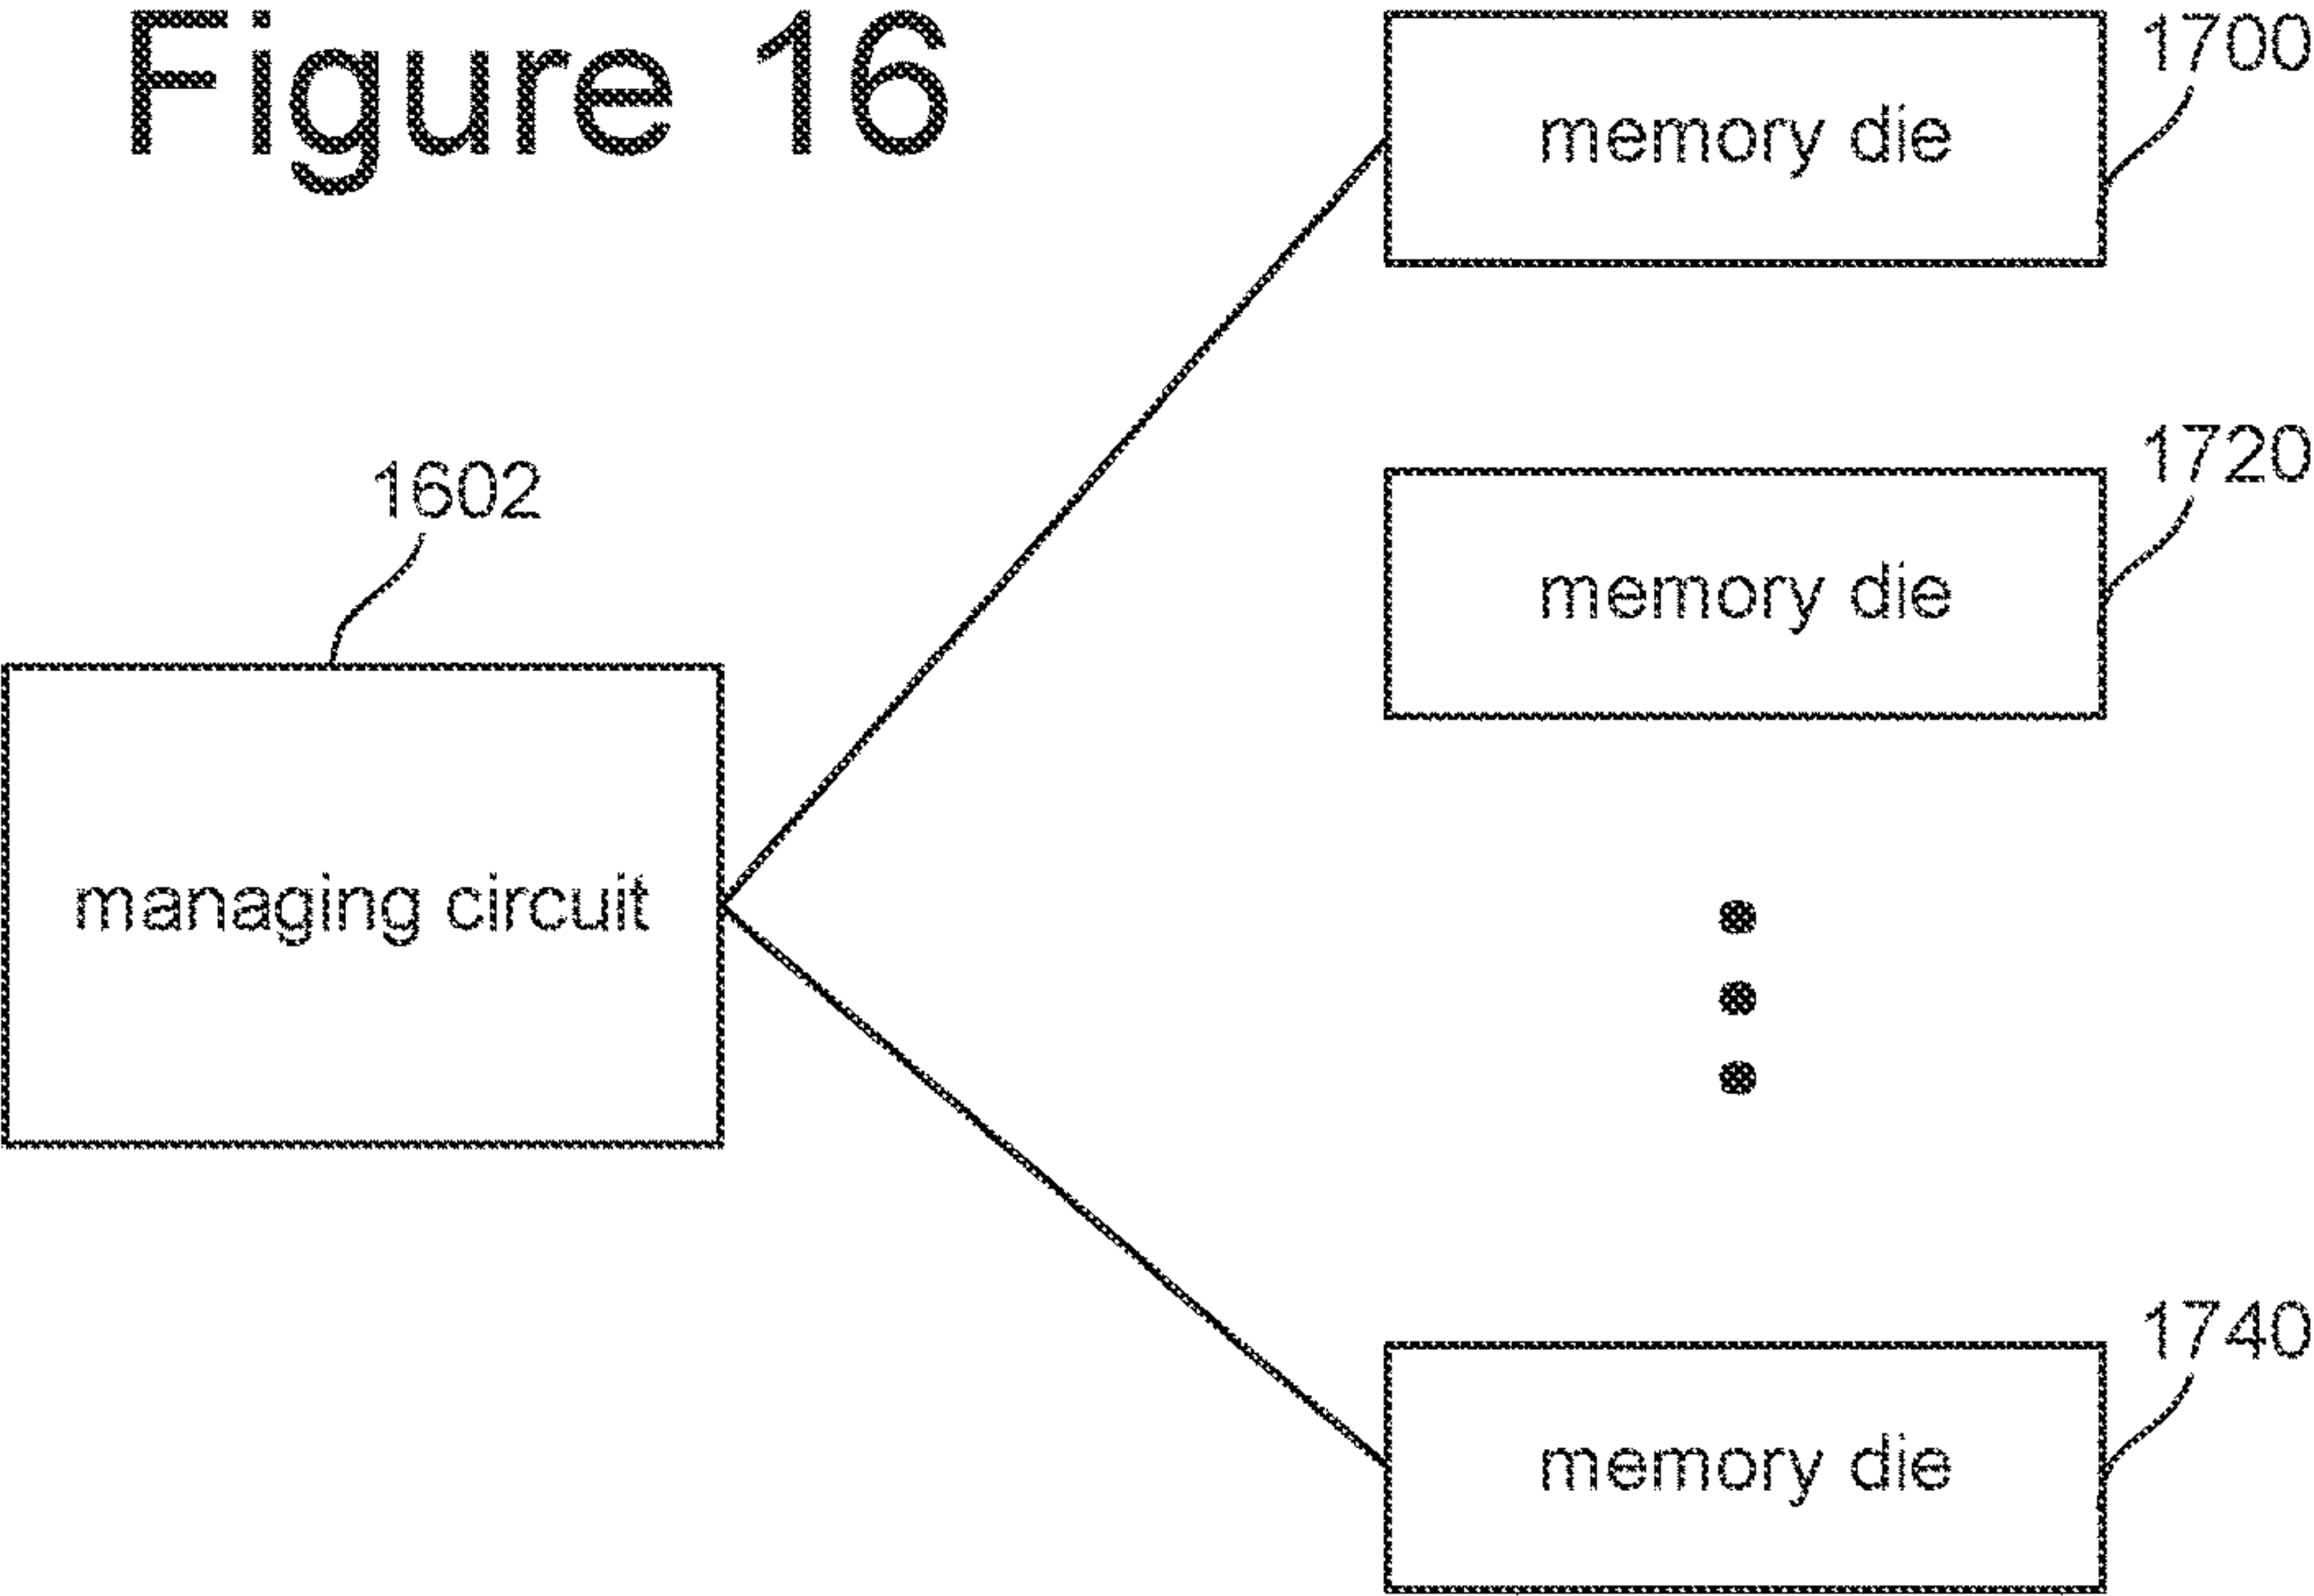 Figure 16
1700
memory die
1720
memory die
1602
managing circuit
1740
memory die